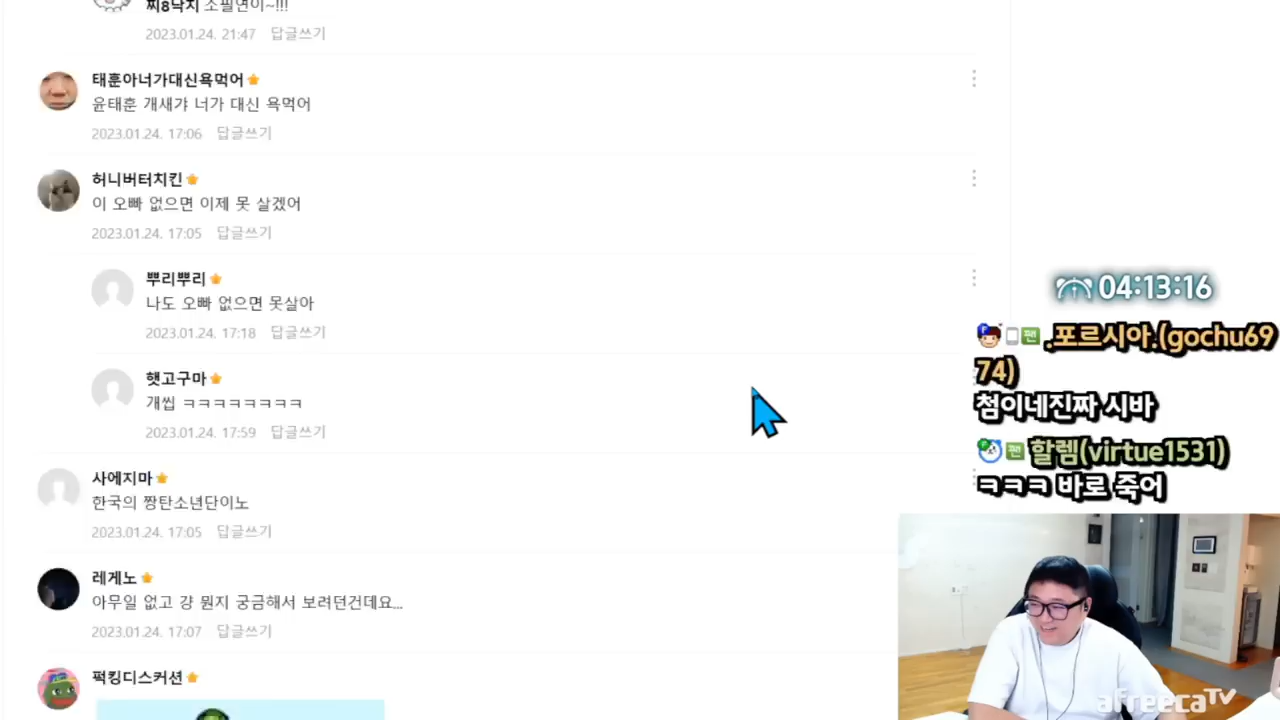 찌8닥지 소필연이~!!!
2023.01.24. 21:47 답글쓰기
태훈아너가대신욕먹어
윤태훈 개새갸 너가 대신 욕먹어
2023.01.24. 17:06 답글쓰기
허니버터치킨
이 오빠 없으면 이제 못 살겠어
2023.01.24. 17:05 답글쓰기
뿌리뿌리
나도 오빠 없으면 못살아
2023.01.24. 17:18 답글쓰기
햇고구마
개씹 ㅋㅋㅋㅋㅋㅋㅋㅋ
2023.01.24. 17:59 답글쓰기
사에지마
한국의 짱탄소년단이노
2023.01.24. 17:05 답글쓰기
레게노
아무일 없고 걍 뭔지 궁금해서 보려던건데요...
2023.01.24. 17:07 답글쓰기
퍽킹디스커션
04:13:16
팬 .포르시아.(gochu69
74)
첨이네진짜 시바
팬 할렘(virtue1531)
ㅋㅋㅋ 바로 죽어
afreecaTV